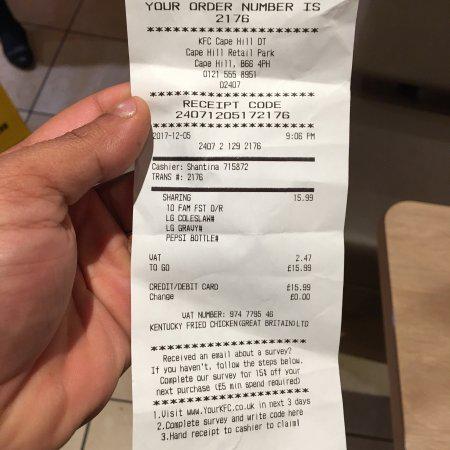 YOUR ORDER NUMBER IS
2176
********************
KFC Cape Hill DT
Cape Hill Retail Park
Cape Hill, B66 4PH
0121 555 8951
D2407
********************
RECEIPT CODE
24071205172176
********************
2017-12-05 9:06 PM
2407 2 129 2176
Cashier: Shantina 715872
TRANS #: 2176
SHARING 15.99
10 FAM FST O/R
LG COLESLAW#
LG GRAVY#
PEPSI BOTTLE#
VAT 2.47
TO GO £15.99
CREDIT/DEBIT CARD £15.99
Change £0.00
VAT NUMBER: 974 7795 46
KENTUCKY FRIED CHICKEN(GREAT BRITAIN)LTD
********************
Received an email about a survey?
If you haven't, follow the steps below.
Complete our survey for 15% off your
next purchase (£5 min spend required)
********************
1.Visit www.YourKFC.co.uk in next 3 days
2.Complete survey and write code here
3.Hand receipt to cashier to claim!